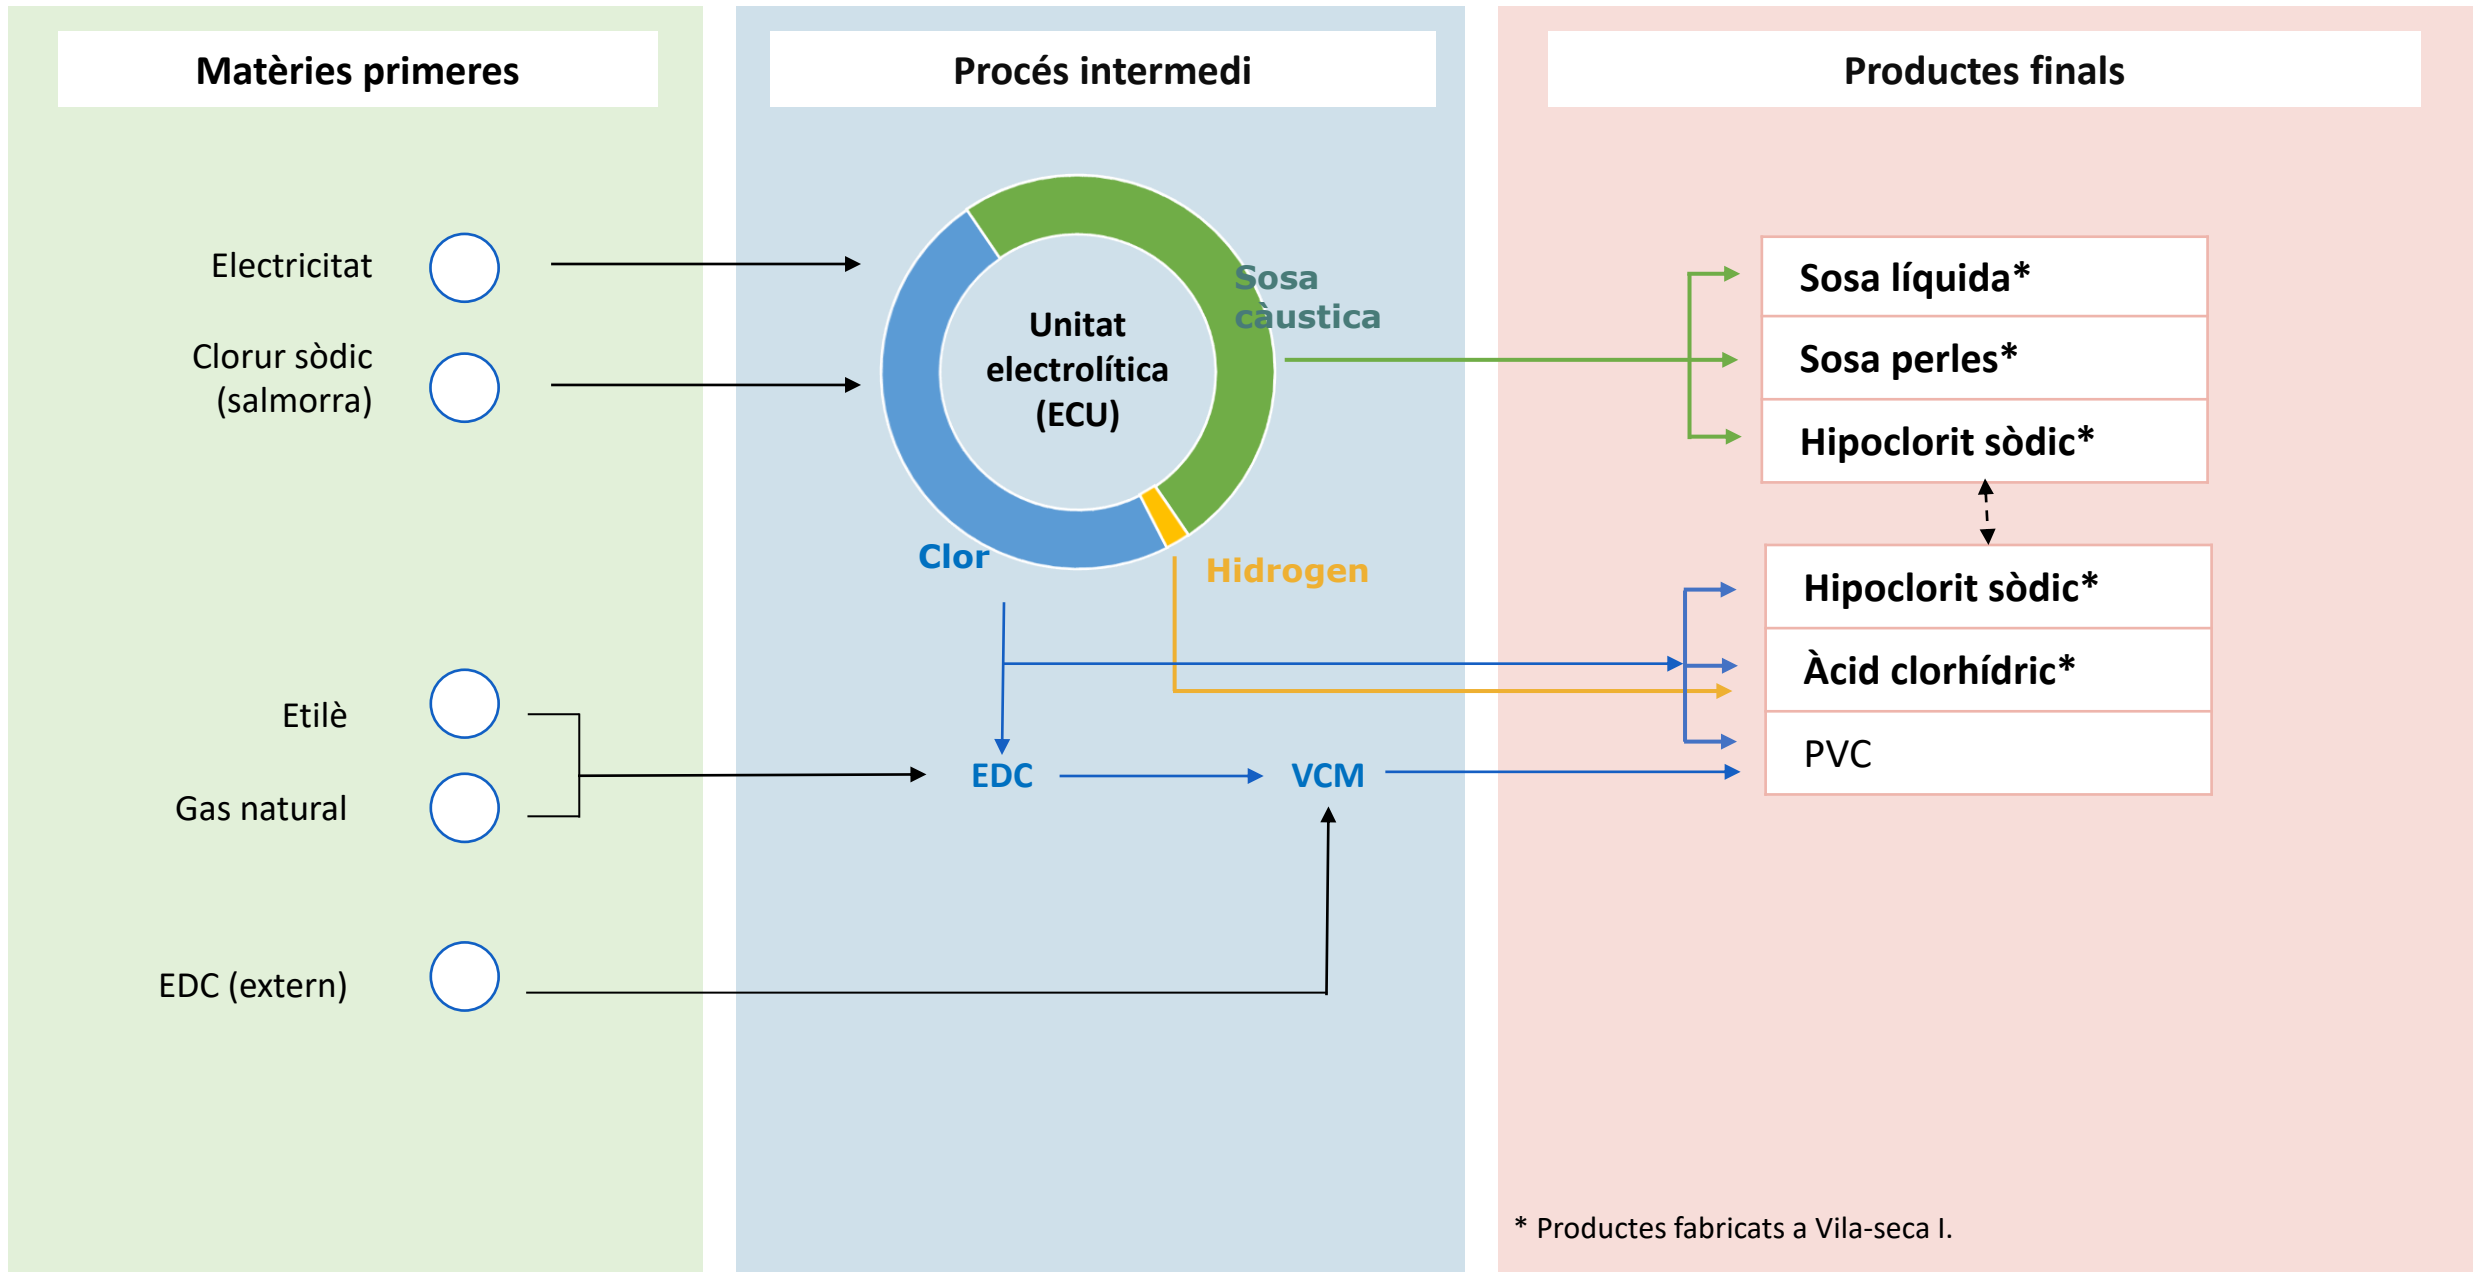 Matèries primeres
Procés intermedi
Productes finals
Electricitat
Clorur sòdic
(salmorra)
Etilè
Gas natural
EDC (extern)
Unitat
electrolítica
(ECU)
Sosa
càustica
Clor
Hidrogen
EDC
VCM
Sosa líquida*
Sosa perles*
Hipoclorit sòdic*
Hipoclorit sòdic*
Àcid clorhídric*
PVC
* Productes fabricats a Vila-seca I.